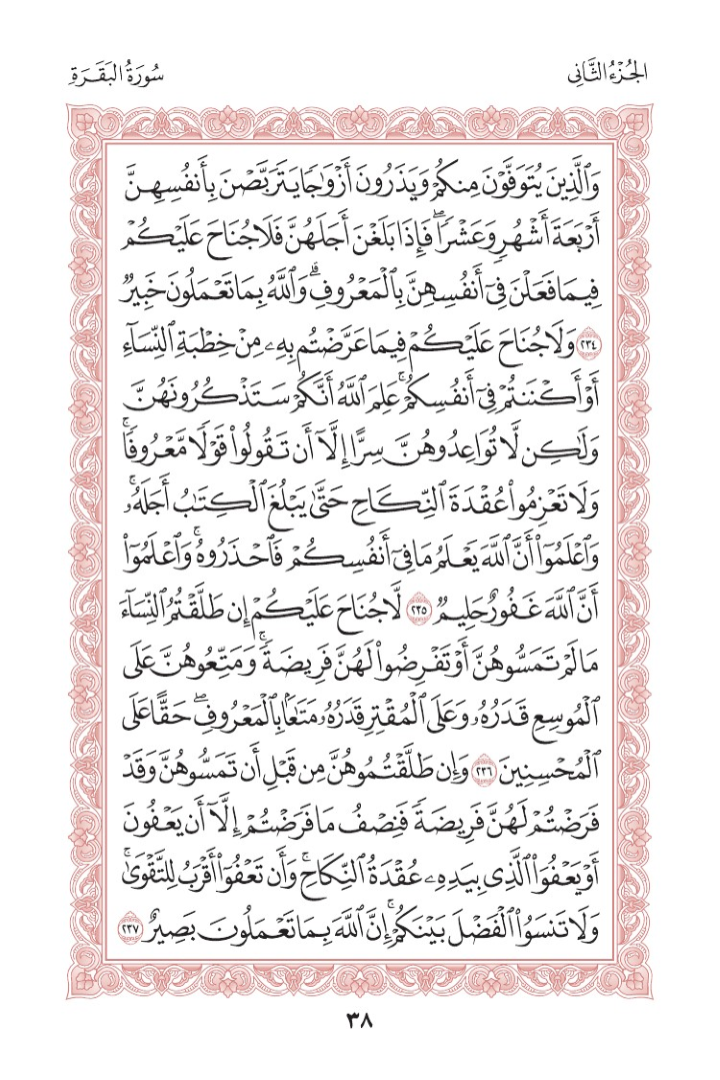 الجُزْءُ الثَّانِي
سُورَةُ البَقَرَةِ
وَٱلَّذِينَ يُتَوَفَّوْنَ مِنكُمْ وَيَذَرُونَ أَزْوَٰجًا يَتَرَبَّصْنَ بِأَنفُسِهِنَّ
أَرْبَعَةَ أَشْهُرٍ وَعَشْرًا ۖ فَإِذَا بَلَغْنَ أَجَلَهُنَّ فَلَا جُنَاحَ عَلَيْكُمْ
فِيمَا فَعَلْنَ فِىٓ أَنفُسِهِنَّ بِٱلْمَعْرُوفِ ۗ وَٱللَّهُ بِمَا تَعْمَلُونَ خَبِيرٌ
٢٣٤ وَلَا جُنَاحَ عَلَيْكُمْ فِيمَا عَرَّضْتُم بِهِۦ مِنْ خِطْبَةِ ٱلنِّسَآءِ
أَوْ أَكْنَنتُمْ فِىٓ أَنفُسِكُمْ ۚ عَلِمَ ٱللَّهُ أَنَّكُمْ سَتَذْكُرُونَهُنَّ
وَلَٰكِن لَّا تُوَاعِدُوهُنَّ سِرًّا إِلَّآ أَن تَقُولُوا۟ قَوْلًا مَّعْرُوفًا ۚ
وَلَا تَعْزِمُوا۟ عُقْدَةَ ٱلنِّكَاحِ حَتَّىٰ يَبْلُغَ ٱلْكِتَٰبُ أَجَلَهُۥ ۚ
وَٱعْلَمُوٓا۟ أَنَّ ٱللَّهَ يَعْلَمُ مَا فِىٓ أَنفُسِكُمْ فَٱحْذَرُوهُ ۚ وَٱعْلَمُوٓا۟
أَنَّ ٱللَّهَ غَفُورٌ حَلِيمٌ ٢٣٥ لَّا جُنَاحَ عَلَيْكُمْ إِن طَلَّقْتُمُ ٱلنِّسَآءَ
مَا لَمْ تَمَسُّوهُنَّ أَوْ تَفْرِضُوا۟ لَهُنَّ فَرِيضَةً ۚ وَمَتِّعُوهُنَّ عَلَى
ٱلْمُوسِعِ قَدَرُهُۥ وَعَلَى ٱلْمُقْتِرِ قَدَرُهُۥ مَتَٰعًۢا بِٱلْمَعْرُوفِ ۖ حَقًّا عَلَى
ٱلْمُحْسِنِينَ ٢٣٦ وَإِن طَلَّقْتُمُوهُنَّ مِن قَبْلِ أَن تَمَسُّوهُنَّ وَقَدْ
فَرَضْتُمْ لَهُنَّ فَرِيضَةً فَنِصْفُ مَا فَرَضْتُمْ إِلَّآ أَن يَعْفُونَ
أَوْ يَعْفُوَا۟ ٱلَّذِى بِيَدِهِۦ عُقْدَةُ ٱلنِّكَاحِ ۚ وَأَن تَعْفُوٓا۟ أَقْرَبُ لِلتَّقْوَىٰ ۚ
وَلَا تَنسَوُا۟ ٱلْفَضْلَ بَيْنَكُمْ ۚ إِنَّ ٱللَّهَ بِمَا تَعْمَلُونَ بَصِيرٌ ٢٣٧
٣٨